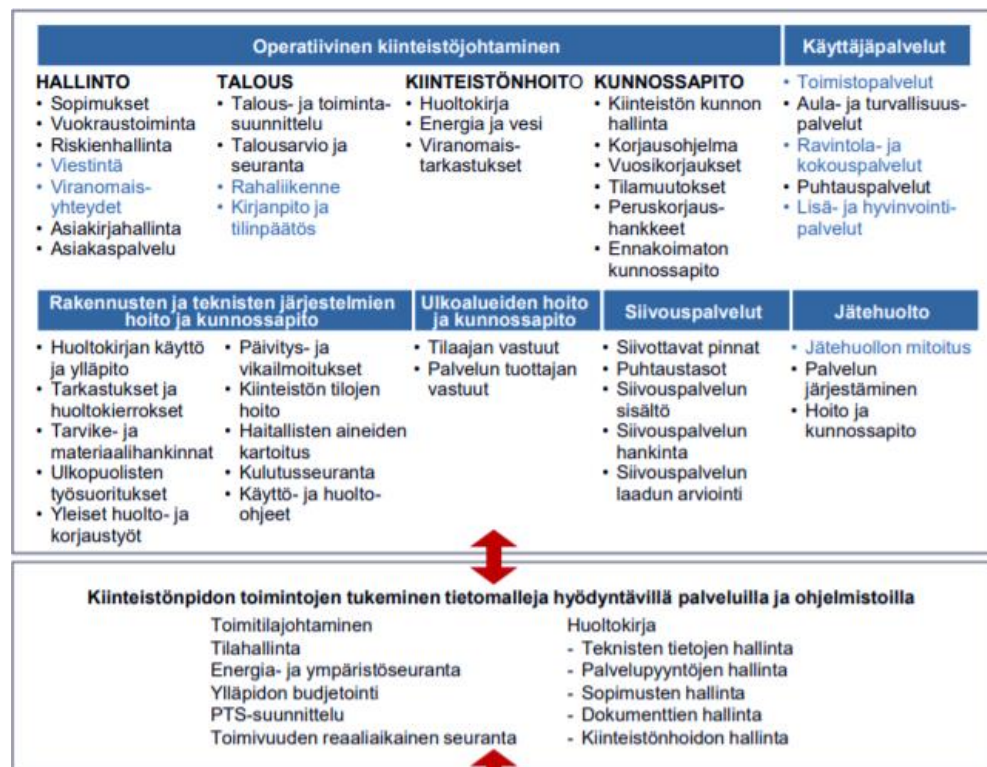 Operatiivinen kiinteistöjohtaminen
Käyttäjäpalvelut
HALLINTO
• Sopimukset
• Vuokraustoiminta
• Riskienhallinta
• Viestintä
• Viranomais-
yhteydet
• Asiakirjahallinta
• Asiakaspalvelu
TALOUS
• Talous- ja toiminta-
suunnittelu
• Talousarvio ja
seuranta
• Rahaliikenne
• Kirjanpito ja
tilinpäätös
KIINTEISTÖNHOITO
• Huoltokirja
• Energia ja vesi
• Viranomais-
tarkastukset
KUNNOSSAPITO
• Kiinteistön kunnon
hallinta
• Korjausohjelma
• Vuosikorjaukset
• Tilamuutokset
• Peruskorjaus-
hankkeet
• Ennakoimaton
kunnossapito
• Toimistopalvelut
• Aula- ja turvallisuus-
palvelut
• Ravintola- ja
kokouspalvelut
• Puhtauspalvelut
• Lisä- ja hyvinvointi-
palvelut
Rakennusten ja teknisten järjestelmien
hoito ja kunnossapito
Ulkoalueiden hoito
ja kunnossapito
Siivouspalvelut
Jätehuolto
• Huoltokirjan käyttö
ja ylläpito
• Tarkastukset ja
huoltokierrokset
• Tarvike- ja
materiaalihankinnat
• Ulkopuolisten
työsuoritukset
• Yleiset huolto- ja
korjaustyöt
• Päivitys- ja
vikailmoitukset
• Kiinteistön tilojen
hoito
• Haitallisten aineiden
kartoitus
• Kulutusseuranta
• Käyttö- ja huolto-
ohjeet
• Tilaajan vastuut
• Palvelun tuottajan
vastuut
• Siivottavat pinnat
• Puhtaustasot
• Siivouspalvelun
sisältö
• Siivouspalvelun
hankinta
• Siivouspalvelun
laadun arviointi
• Jätehuollon mitoitus
• Palvelun
järjestäminen
• Hoito ja
kunnossapito
Kiinteistönpidon toimintojen tukeminen tietomalleja hyödyntävillä palveluilla ja ohjelmistoilla
Toimitilajohtaminen
Tilahallinta
Energia- ja ympäristöseuranta
Ylläpidon budjetointi
PTS-suunnittelu
Toimivuuden reaaliaikainen seuranta
Huoltokirja
- Teknisten tietojen hallinta
- Palvelupyyntöjen hallinta
- Sopimusten hallinta
- Dokumenttien hallinta
- Kiinteistönhoidon hallinta